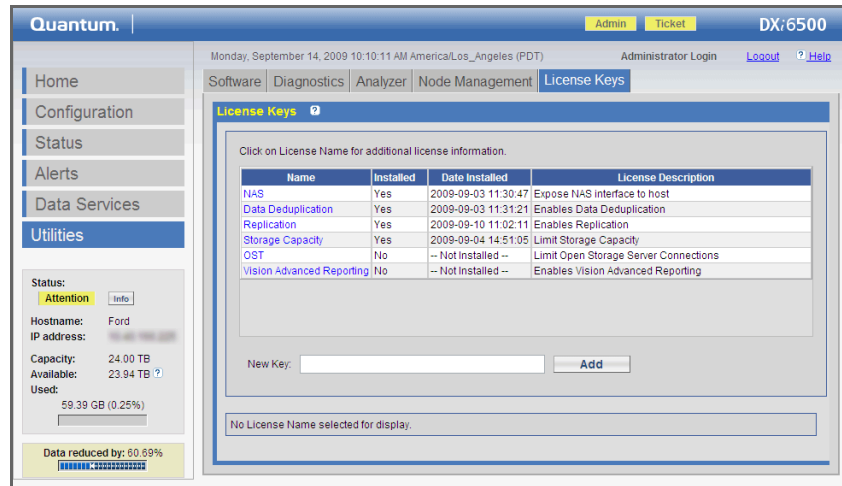 Quantum.
Admin
Ticket
DXi6500
Monday, September 14, 2009 10:10:11 AM America/Los_Angeles (PDT)
Administrator Login
Logout
? Help
Home
Configuration
Status
Alerts
Data Services
Utilities
Status:
Attention
Info
Hostname: Ford
IP address:
Capacity: 24.00 TB
Available: 23.94 TB ?
Used:
59.39 GB (0.25%)
Data reduced by: 60.69%
Software
Diagnostics
Analyzer
Node Management
License Keys
License Keys ?
Click on License Name for additional license information.
Name Installed Date Installed License Description
NAS Yes 2009-09-03 11:30:47 Expose NAS interface to host
Data Deduplication Yes 2009-09-03 11:31:21 Enables Data Deduplication
Replication Yes 2009-09-10 11:02:11 Enables Replication
Storage Capacity Yes 2009-09-04 14:51:05 Limit Storage Capacity
OST No -- Not Installed -- Limit Open Storage Server Connections
Vision Advanced Reporting No -- Not Installed -- Enables Vision Advanced Reporting
New Key:
Add
No License Name selected for display.